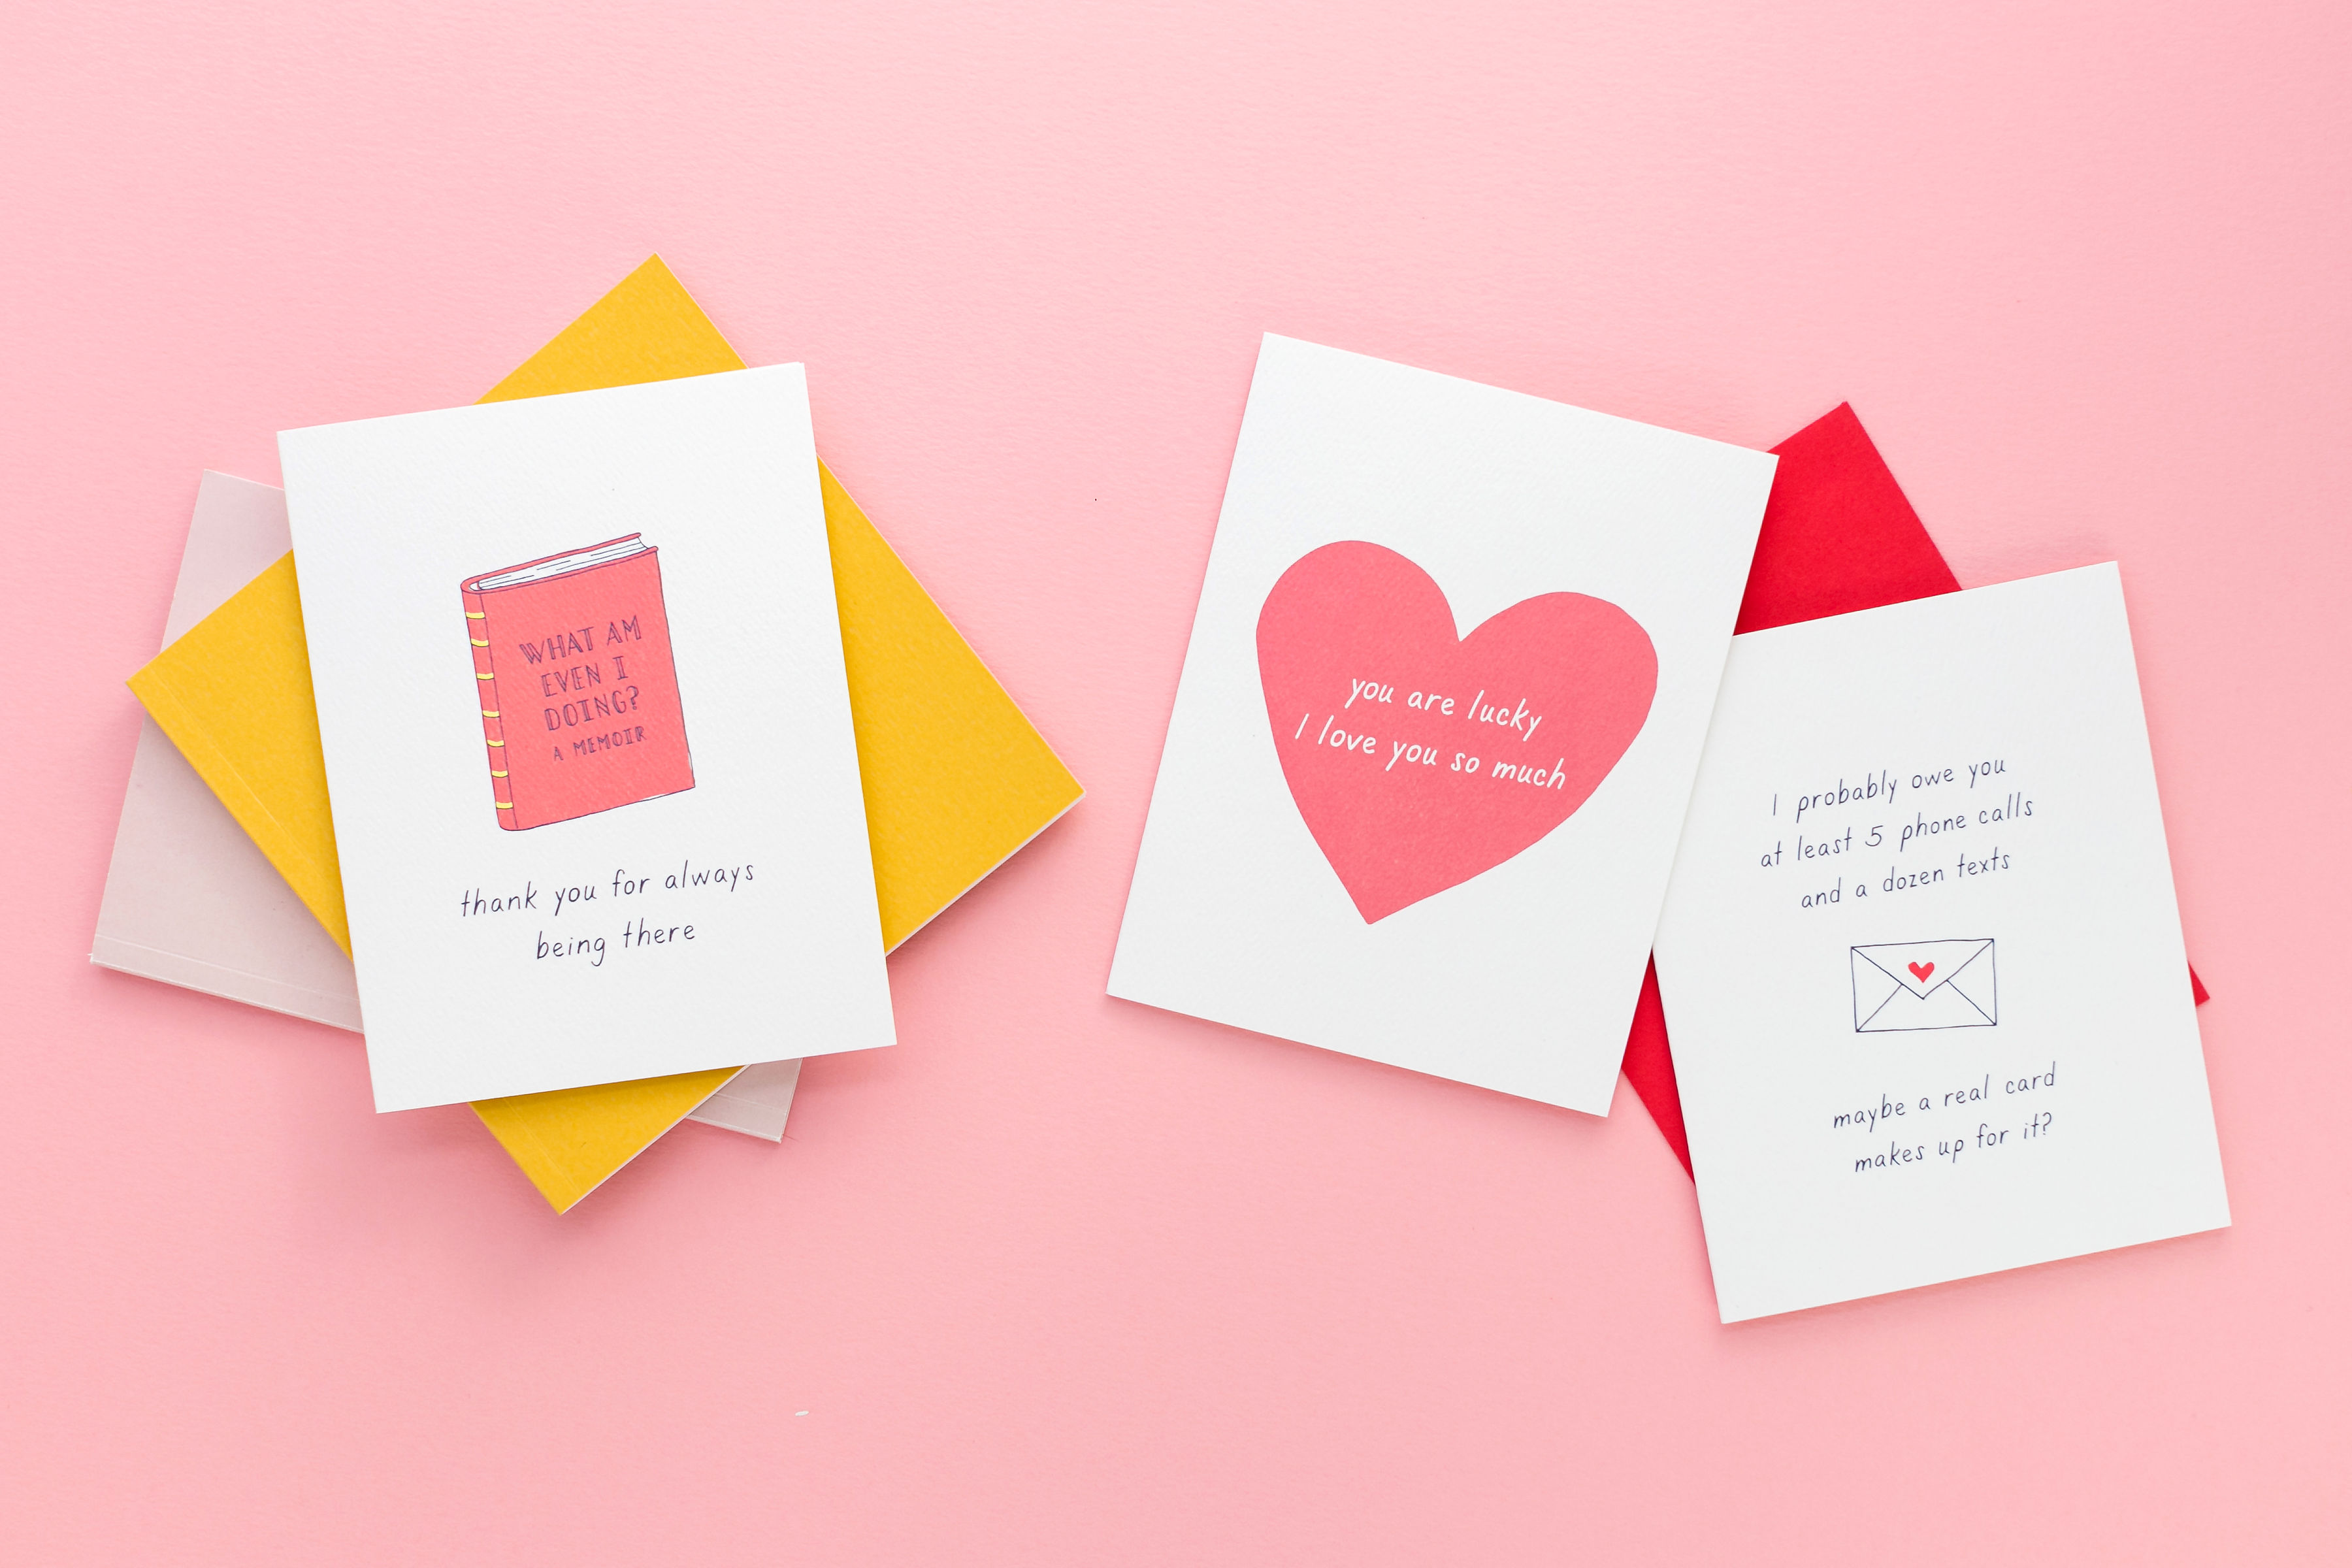 WHAT AM
EVEN I
DOING?
A MEMOIR
thank you for always
being there
you are lucky
I love you so much
I probably owe you
at least 5 phone calls
and a dozen texts
maybe a real card
makes up for it?